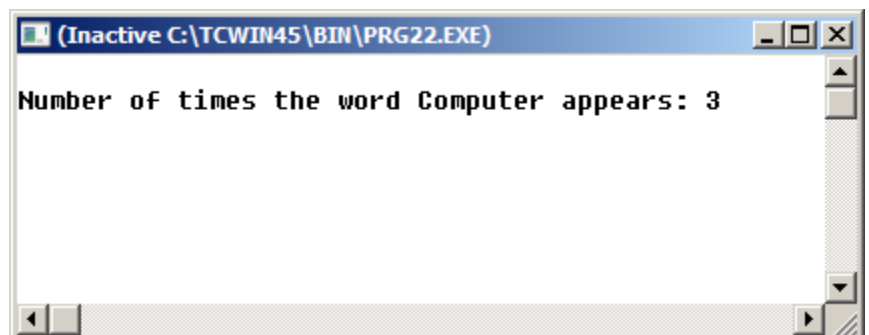 (Inactive C:\TCWIN45\BIN\PRG22.EXE)
Number of times the word Computer appears: 3